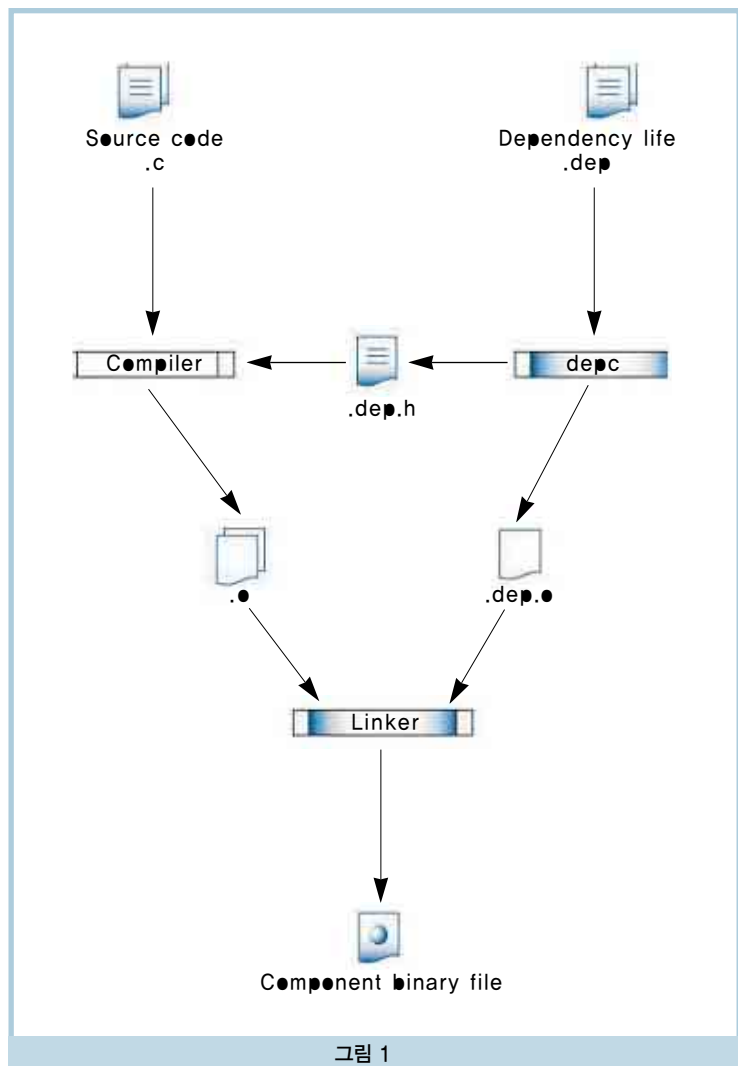 Source code
.c
Dependency life
.dep
Compiler
.dep.h
depc
.o
.dep.o
Linker
Component binary file
그림 1